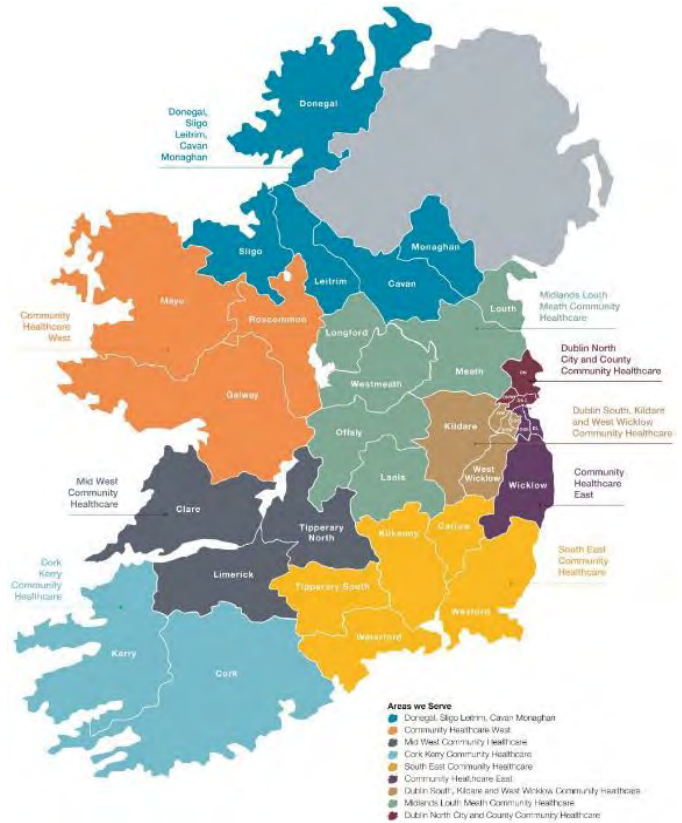 Donegal
Donegal,
Sligo
Leitrim,
Cavan
Monaghan
Monaghan
Sligo
Leitrim
Cavan
Louth
Mayo
Roscommon
Midlands Louth
Meath Community
Healthcare
Community
Healthcare
West
Longford
Meath
Westmeath
Dublin North
City and County
Community Healthcare
Galway
Offaly
Kildare
Dublin South, Kildare
and West Wicklow
Community Healthcare
Laois
West
Wicklow
Wicklow
Community
Healthcare
East
Mid West
Community
Healthcare
Clare
Tipperary
North
Kilkenny
Carlow
South East
Community
Healthcare
Cork
Kerry
Community
Healthcare
Limerick
Tipperary South
Wexford
Waterford
Kerry
Cork
Areas we Serve
Donegal, Sligo Leitrim, Cavan Monaghan
Community Healthcare West
Mid West Community Healthcare
Cork Kerry Community Healthcare
South East Community Healthcare
Community Healthcare East
Dublin South, Kildare and West Wicklow Community Healthcare
Midlands Louth Meath Community Healthcare
Dublin North City and County Community Healthcare